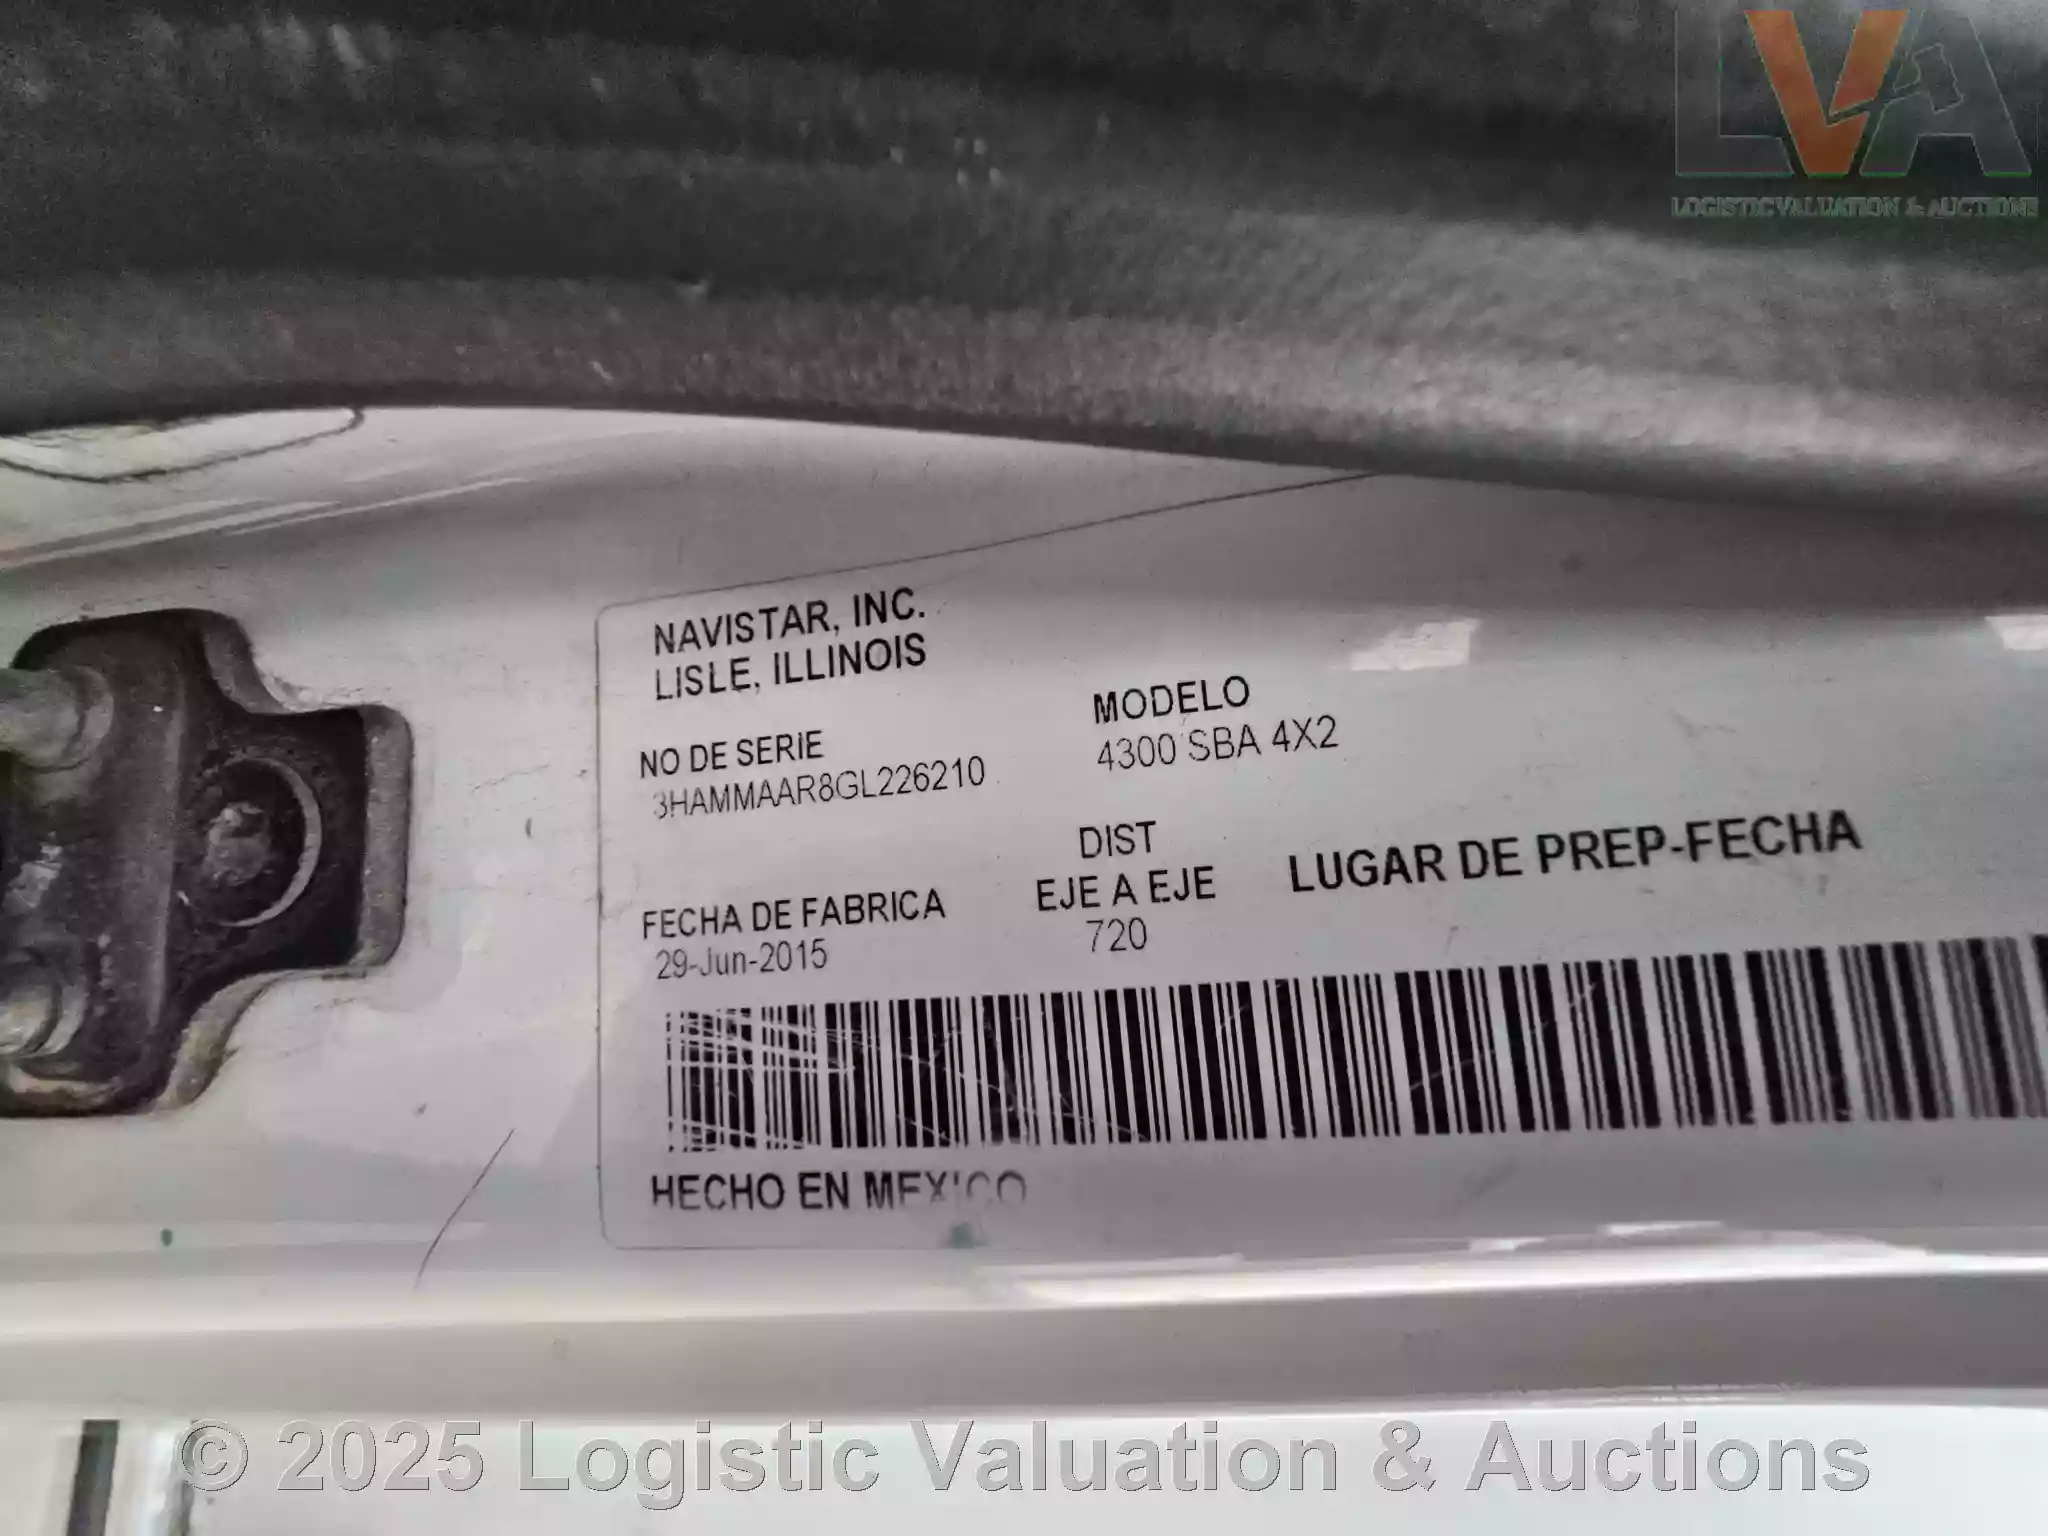 LVA
LOGISTIC VALUATION & AUCTIONS
NAVISTAR, INC.
LISLE, ILLINOIS
NO DE SERIE
3HAMMAAR8GL226210
MODELO
4300 SBA 4X2
FECHA DE FABRICA
29-Jun-2015
DIST
EJE A EJE
720
LUGAR DE PREP-FECHA
HECHO EN MEXICO
© 2025 Logistic Valuation & Auctions